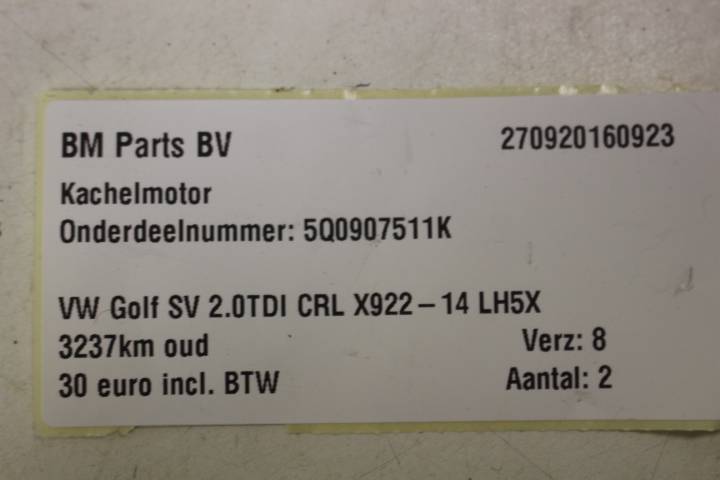 BM Parts BV 270920160923
Kachelmotor
Onderdeelnummer: 5Q0907511K
VW Golf SV 2.0TDI CRL X922-14 LH5X
3237km oud Verz: 8
30 euro incl. BTW Aantal: 2